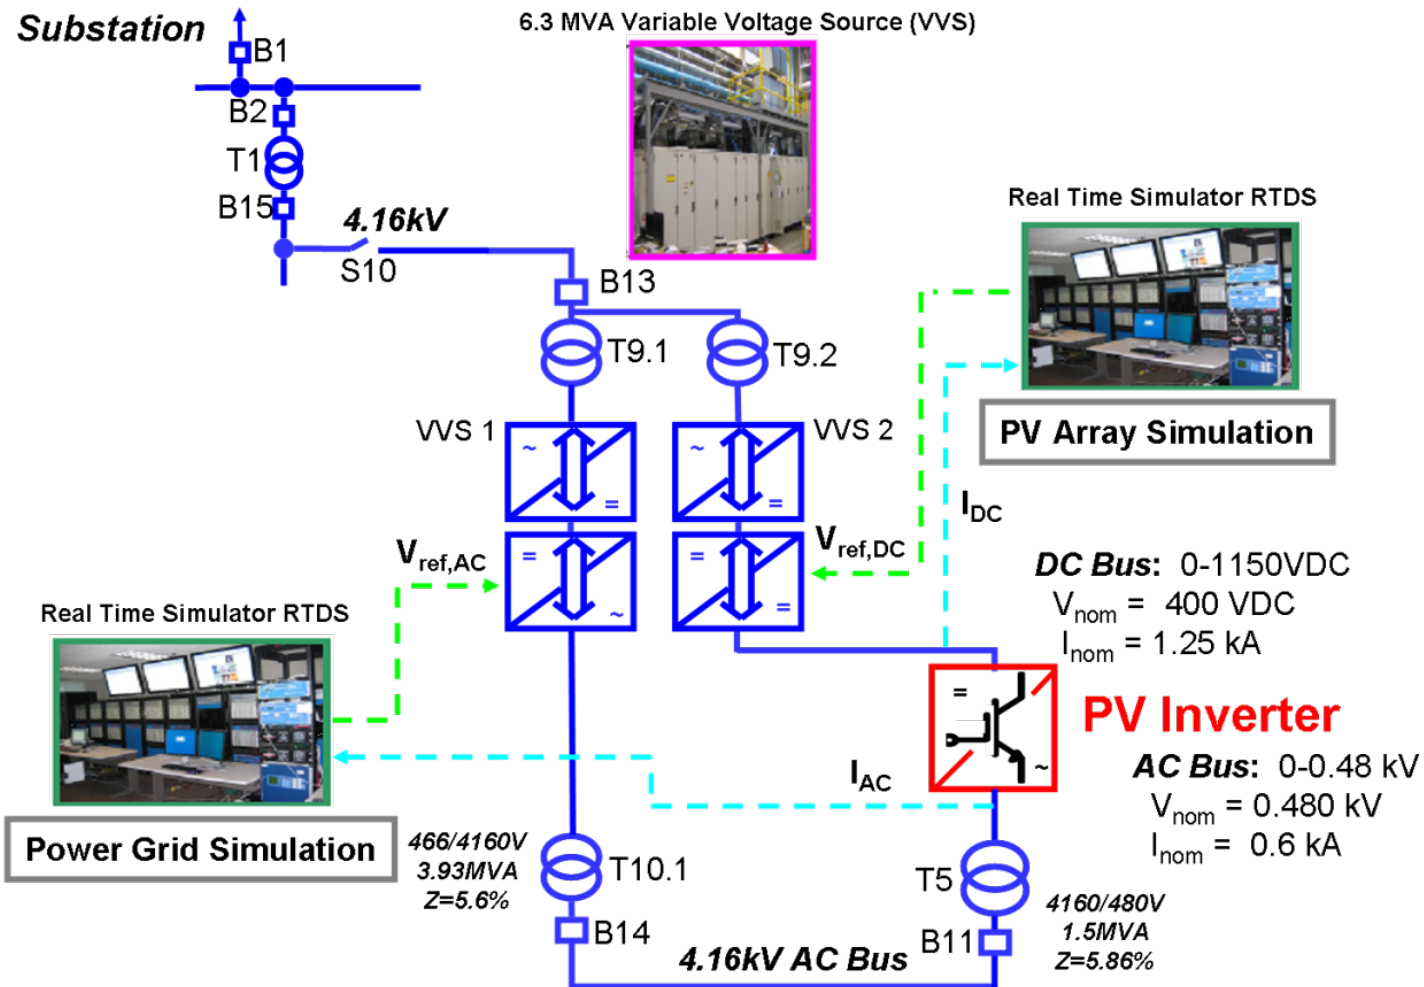 Substation
6.3 MVA Variable Voltage Source (VVS)
B1
B2
T1
B15
4.16kV
S10
Real Time Simulator RTDS
B13
T9.1
T9.2
PV Array Simulation
VVS 1
~
=
~
=
VVS 2
IDC
Vref,AC
=
~
=
=
Vref,DC
DC Bus: 0-1150VDC
Vnom = 400 VDC
Inom = 1.25 kA
Real Time Simulator RTDS
=
~
PV Inverter
AC Bus: 0-0.48 kV
Vnom = 0.480 kV
Inom = 0.6 kA
IAC
Power Grid Simulation
466/4160V
3.93MVA
Z=5.6%
T10.1
T5
4160/480V
1.5MVA
Z=5.86%
B14
B11
4.16kV AC Bus